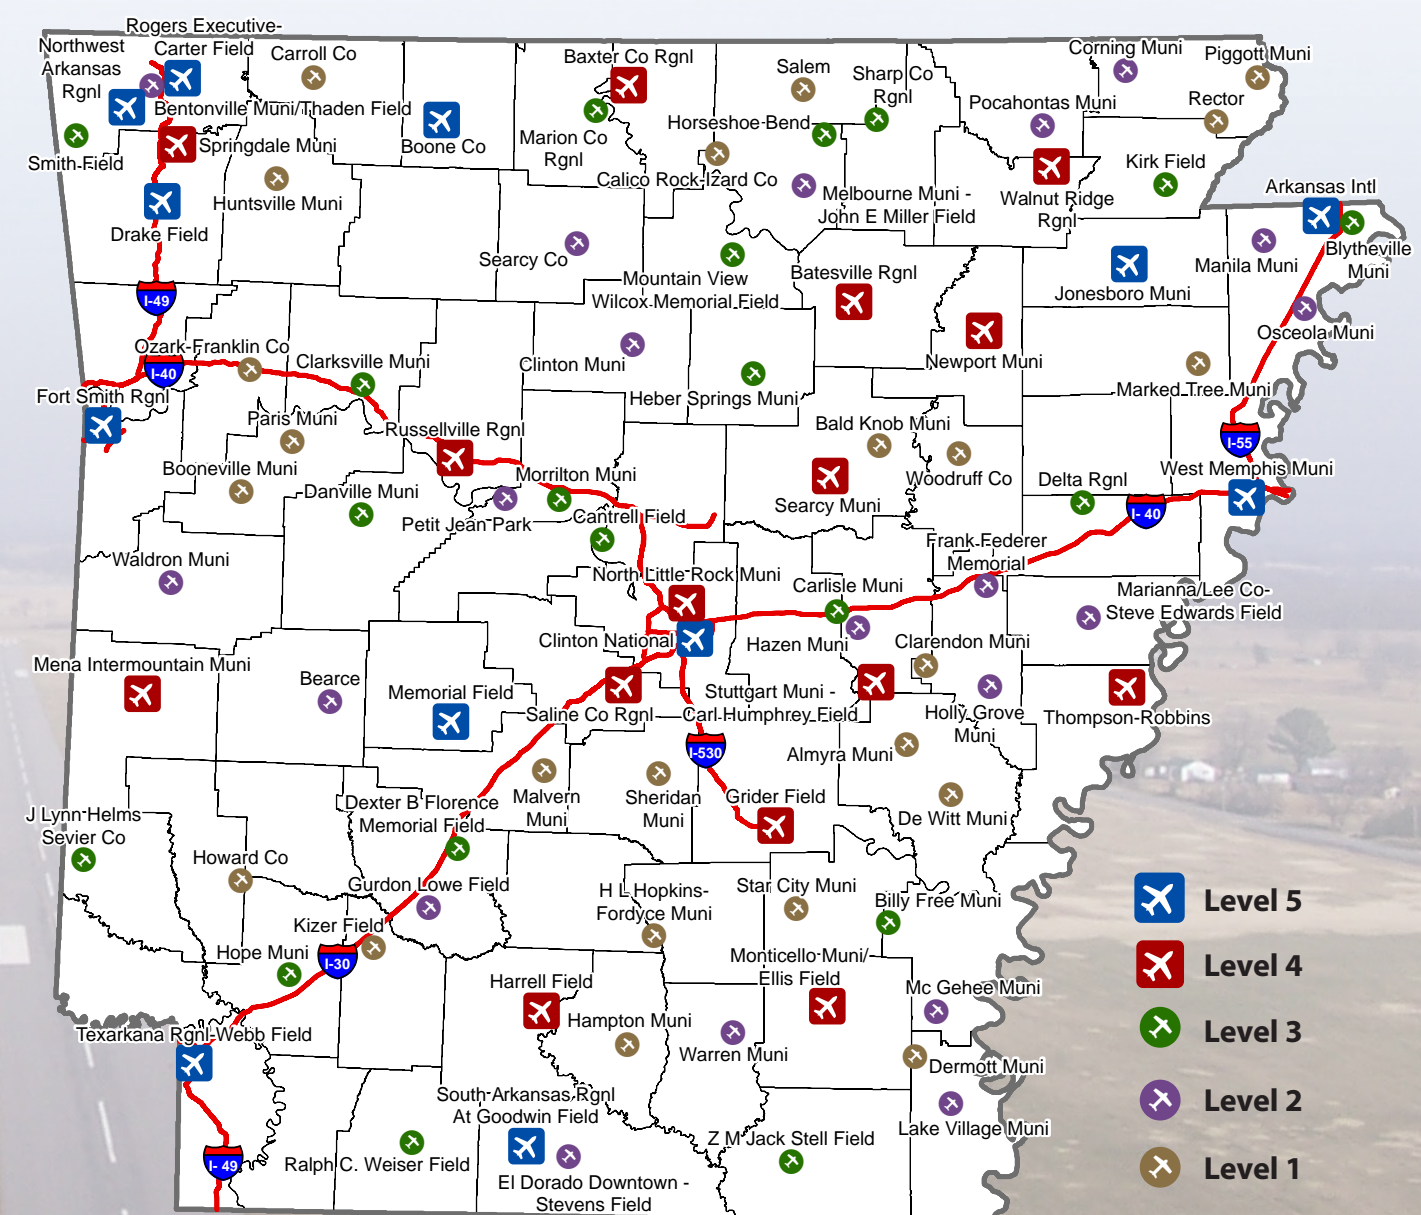 Rogers Executive-
Carter Field
Northwest
Arkansas
Rgnl
Carroll Co
Baxter Co Rgnl
Salem
Sharp Co
Rgnl
Corning Muni
Piggott Muni
Bentonville Muni/Thaden Field
Boone Co
Marion Co
Rgnl
Horseshoe-Bend
Pocahontas Muni
Rector
Smith-Field
Springdale Muni
Huntsville Muni
Calico Rock-Izard Co
Melbourne Muni -
John E Miller Field
Walnut Ridge
Rgnl
Kirk Field
Arkansas Intl
Blytheville
Muni
Drake Field
Searcy Co
Mountain View
Wilcox Memorial Field
Batesville Rgnl
Jonesboro Muni
Manila Muni
I-49
Osceola Muni
Ozark-Franklin Co
I-40
Clarksville Muni
Clinton Muni
Heber Springs Muni
Newport Muni
Marked Tree Muni
Fort Smith Rgnl
Paris Muni
Russellville Rgnl
Bald Knob Muni
I-55
Booneville Muni
Danville Muni
Morrilton Muni
Petit Jean Park
Cantrell Field
Searcy Muni
Woodruff Co
Delta Rgnl
West Memphis Muni
I- 40
Waldron Muni
North Little Rock Muni
Carlisle Muni
Frank Federer
Memorial
Marianna/Lee Co-
Steve Edwards Field
Clinton National
Hazen Muni
Clarendon Muni
Mena Intermountain Muni
Bearce
Memorial Field
Saline Co Rgnl
Stuttgart Muni -
Carl Humphrey Field
Holly Grove
Muni
Thompson-Robbins
I-530
Almyra Muni
Malvern
Muni
Sheridan
Muni
Grider Field
De Witt Muni
J Lynn Helms
Sevier Co
Dexter B Florence
Memorial Field
Howard Co
Gurdon Lowe Field
H L Hopkins-
Fordyce Muni
Star City Muni
Billy Free Muni
Kizer Field
Hope Muni
I-30
Harrell Field
Monticello Muni/
Ellis Field
Mc Gehee Muni
Texarkana Rgnl-Webb Field
Hampton Muni
Warren Muni
Dermott Muni
South Arkansas Rgnl
At Goodwin Field
Lake Village Muni
I- 49
Ralph C. Weiser Field
El Dorado Downtown -
Stevens Field
Z M Jack Stell Field
Level 5
Level 4
Level 3
Level 2
Level 1